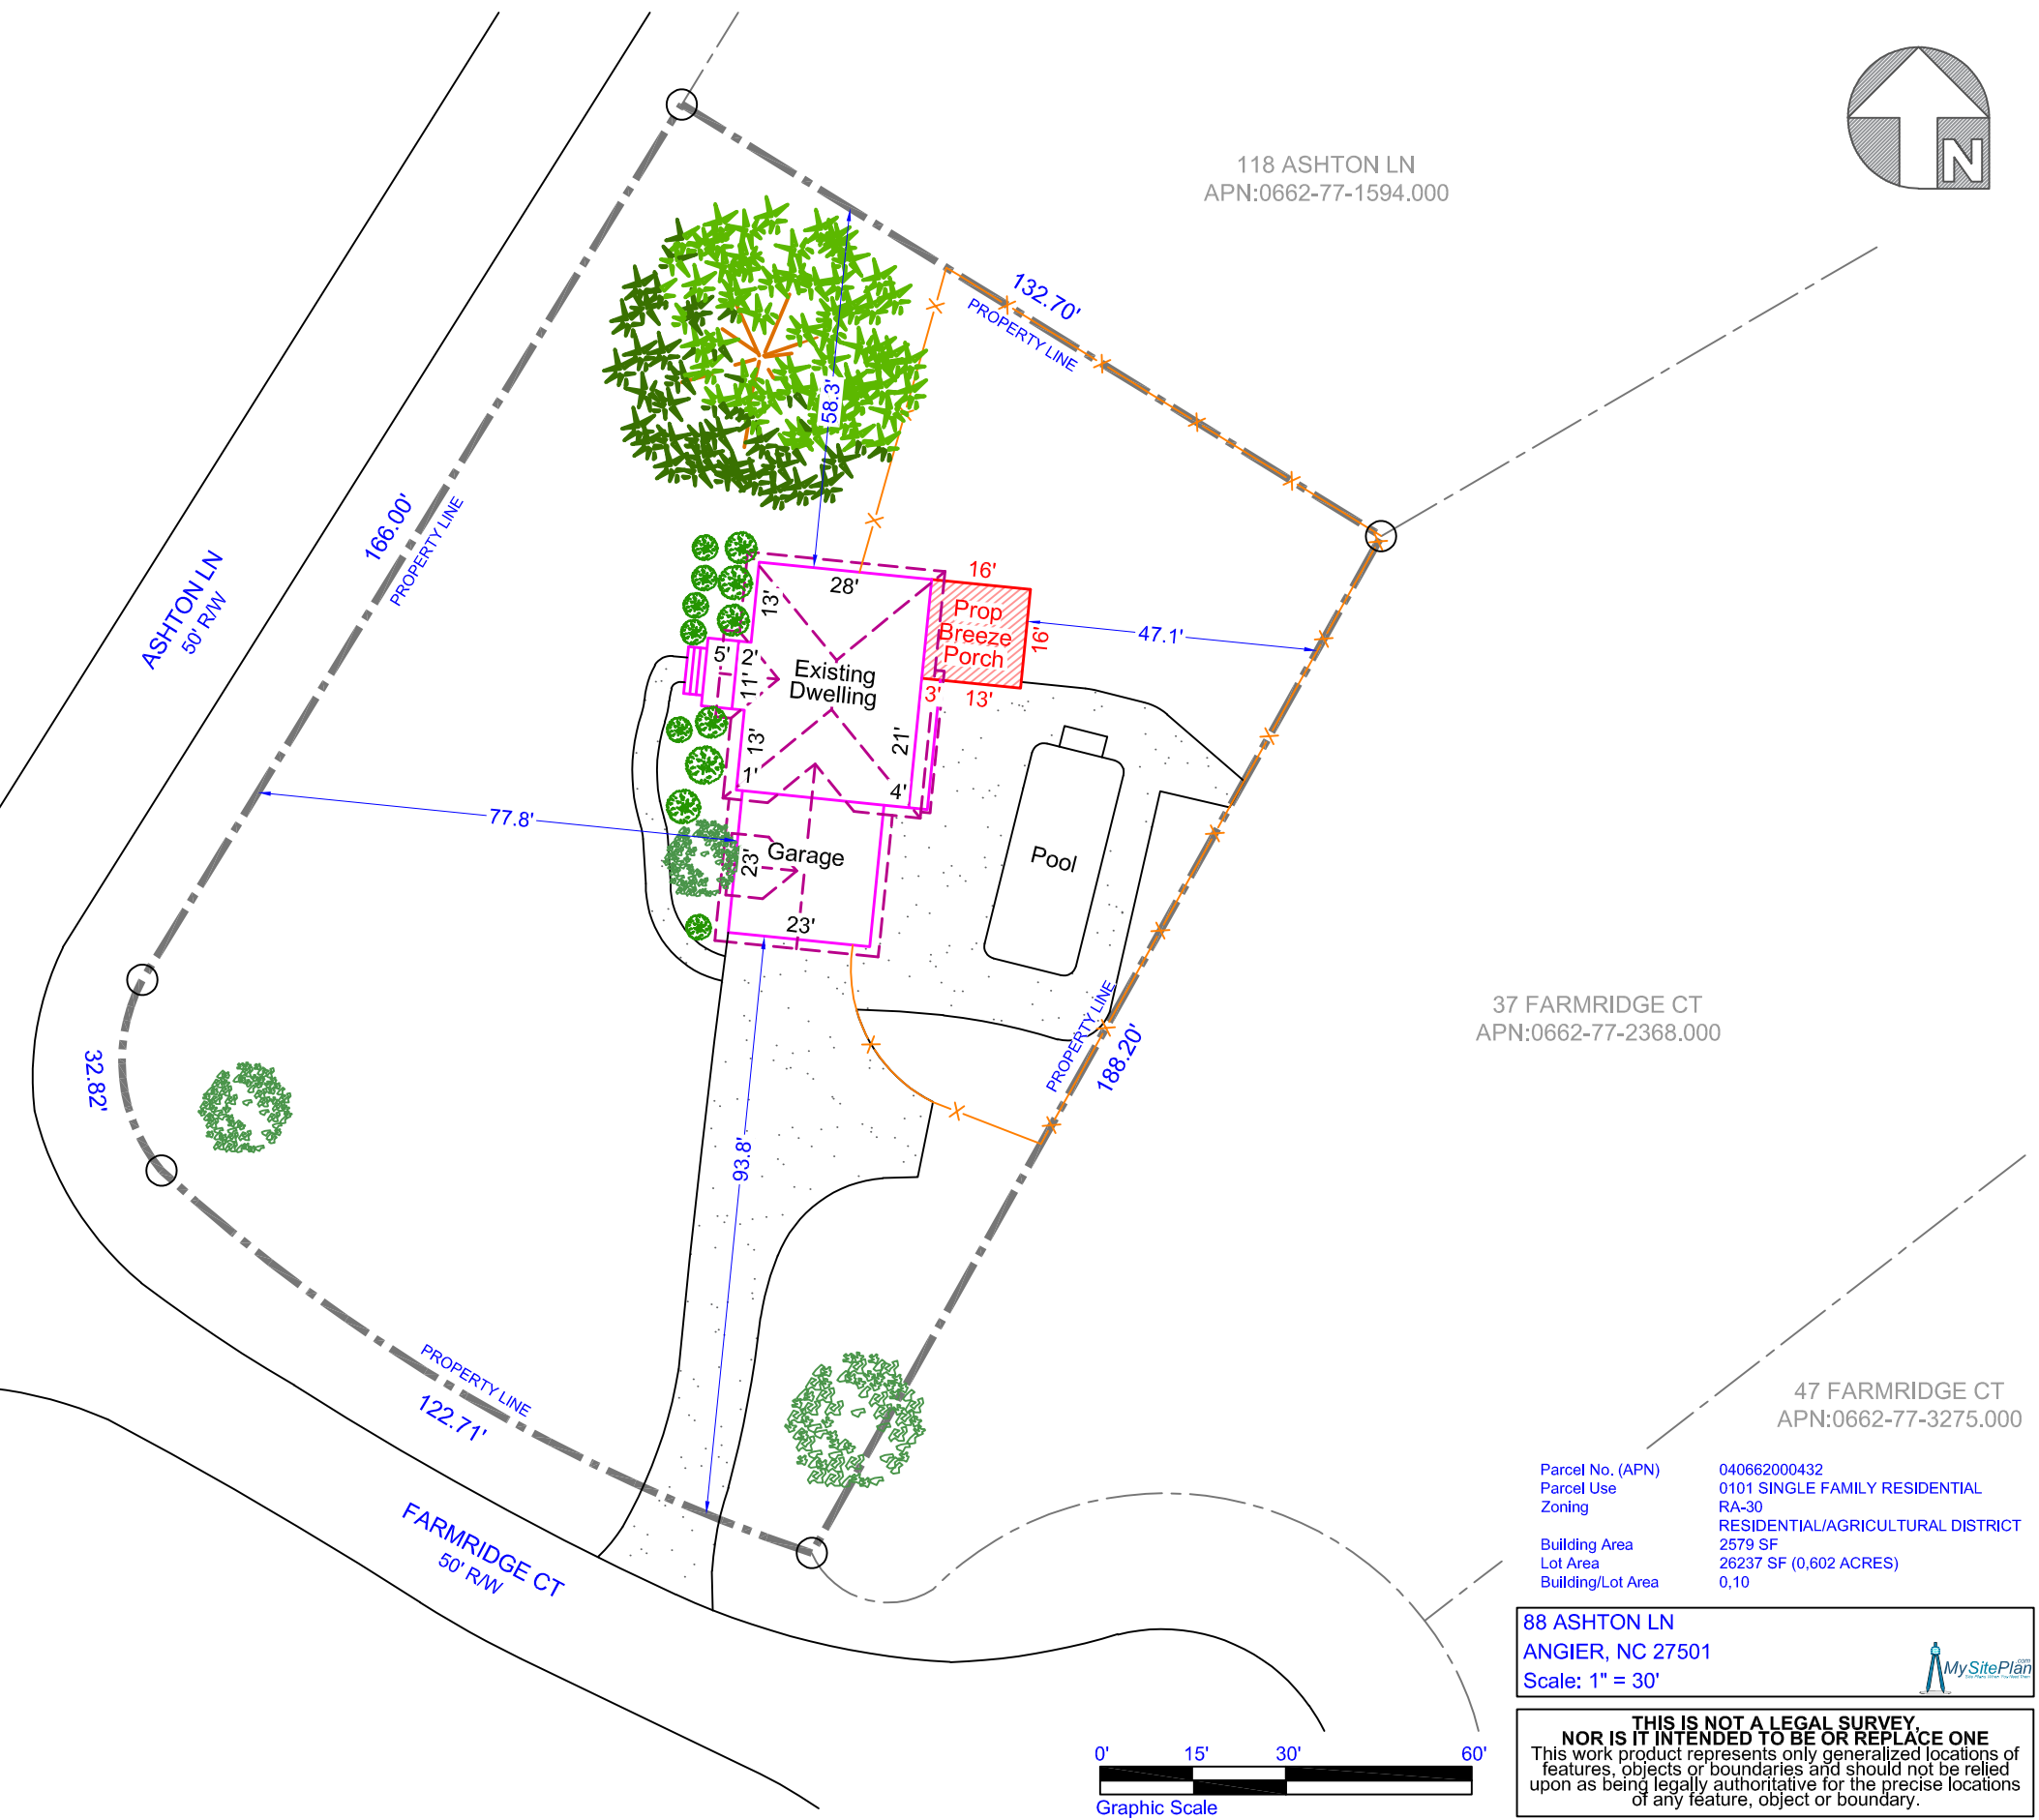 N
118 ASHTON LN
APN:0662-77-1594.000
132.70'
PROPERTY LINE
58.3'
166.00'
PROPERTY LINE
ASHTON LN
50' R/W
28'
13'
16'
Prop
Breeze
Porch
16'
47.1'
5'
2'
11'
Existing
Dwelling
3'
13'
13'
21'
1'
4'
77.8'
Garage
23'
23'
Pool
37 FARMRIDGE CT
APN:0662-77-2368.000
PROPERTY LINE
188.20'
32.82'
93.8'
PROPERTY LINE
122.71'
FARMRIDGE CT
50' R/W
47 FARMRIDGE CT
APN:0662-77-3275.000
Parcel No. (APN) 040662000432
Parcel Use 0101 SINGLE FAMILY RESIDENTIAL
Zoning RA-30
RESIDENTIAL/AGRICULTURAL DISTRICT
Building Area 2579 SF
Lot Area 26237 SF (0,602 ACRES)
Building/Lot Area 0,10
88 ASHTON LN
ANGIER, NC 27501
Scale: 1" = 30'
MySitePlan
.com
0' 15' 30' 60'
Graphic Scale
THIS IS NOT A LEGAL SURVEY,
NOR IS IT INTENDED TO BE OR REPLACE ONE
This work product represents only generalized locations of
features, objects or boundaries and should not be relied
upon as being legally authoritative for the precise locations
of any feature, object or boundary.